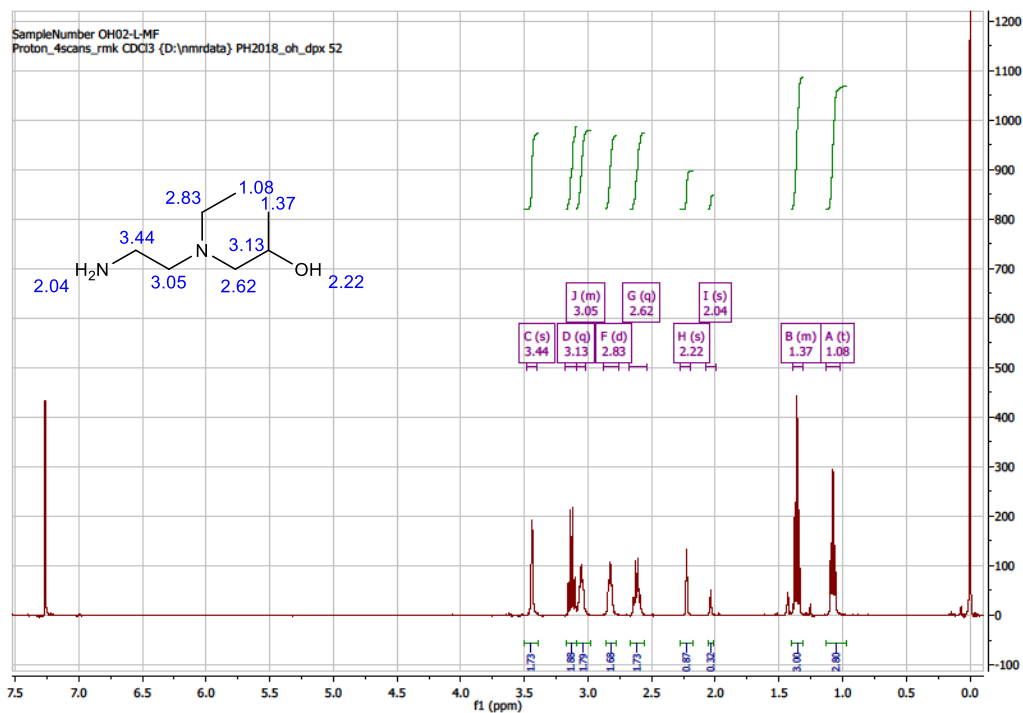 SampleNumber OH02-L-MF
Proton_4scans_rmk CDCl3 {D:\nmrdata} PH2018_oh_dpx 52
1200
1100
1000
900
800
700
600
500
400
300
200
100
0
-100
2.83
1.08
1.37
3.44
N
3.13
2.04
H2N
OH
2.22
3.05
2.62
J (m)
3.05
G (q)
2.62
I (s)
2.04
C (s)
3.44
D (q)
3.13
F (d)
2.83
H (s)
2.22
B (m)
1.37
A (t)
1.08
1.73
1.88
1.79
1.68
1.73
0.87
0.32
3.00
2.80
7.5 7.0 6.5 6.0 5.5 5.0 4.5 4.0 3.5 3.0 2.5 2.0 1.5 1.0 0.5 0.0
f1 (ppm)